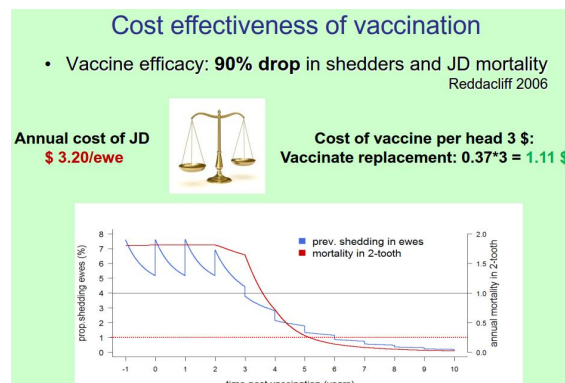 Cost effectiveness of vaccination
• Vaccine efficacy: 90% drop in shedders and JD mortality
Reddacliff 2006
Annual cost of JD
$ 3.20/ewe
Cost of vaccine per head 3 $:
Vaccinate replacement: 0.37*3 = 1.11 $
prop.shedding ewes (%)
8
7
6
5
4
3
2
1
0
prev. shedding in ewes
mortality in 2-tooth
2.0
1.5
1.0
0.5
0.0
annual mortality in 2-tooth
-1 0 1 2 3 4 5 6 7 8 9 10
time post vaccination (years)